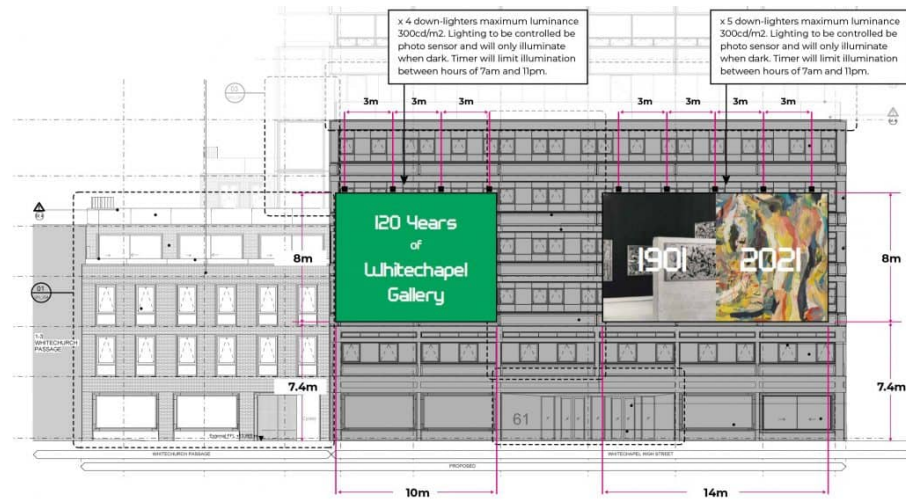 x 4 down-lighters maximum luminance
300cd/m2. Lighting to be controlled be
photo sensor and will only illuminate
when dark. Timer will limit illumination
between hours of 7am and 11pm.
x 5 down-lighters maximum luminance
300cd/m2. Lighting to be controlled be
photo sensor and will only illuminate
when dark. Timer will limit illumination
between hours of 7am and 11pm.
3m 3m 3m
3m 3m 3m 3m
03
120 Years
of
Whitechapel
Gallery
1901 2021
8m
8m
01
1-3
WHITECHURCH
PASSAGE
7.4m
7.4m
61
WHITECHURCH PASSAGE
WHITECHAPEL HIGH STREET
PROPOSED
10m
14m